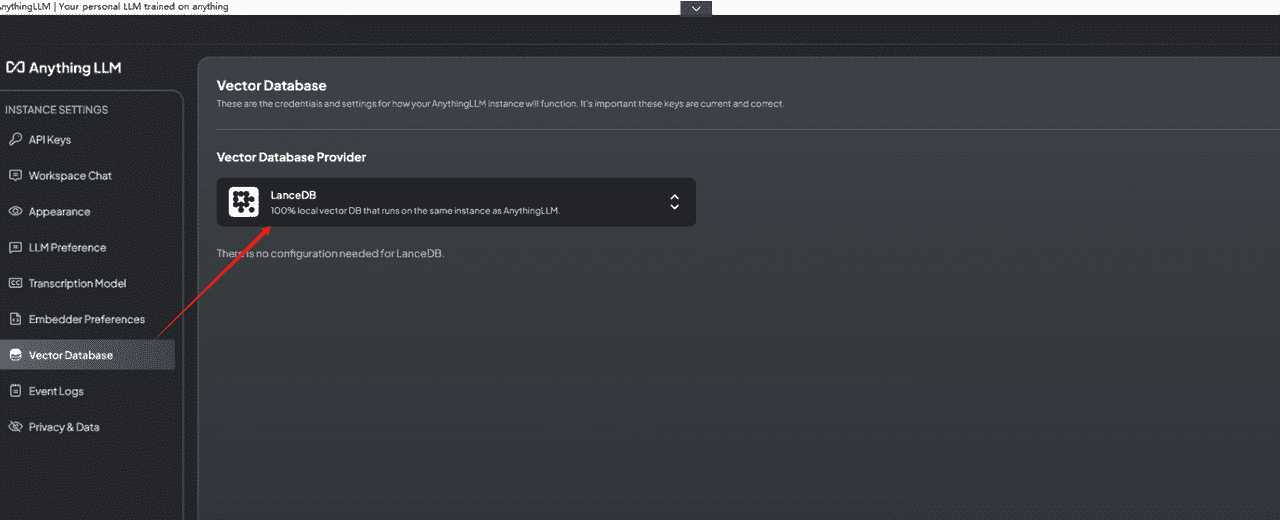 AnythingLLM | Your personal LLM trained on anything
Anything LLM
INSTANCE SETTINGS
API Keys
Workspace Chat
Appearance
LLM Preference
Transcription Model
Embedder Preferences
Vector Database
Event Logs
Privacy & Data
Vector Database
These are the credentials and settings for how your AnythingLLM instance will function. It's important these keys are current and correct.
Vector Database Provider
LanceDB
100% local vector DB that runs on the same instance as AnythingLLM.
There is no configuration needed for LanceDB.